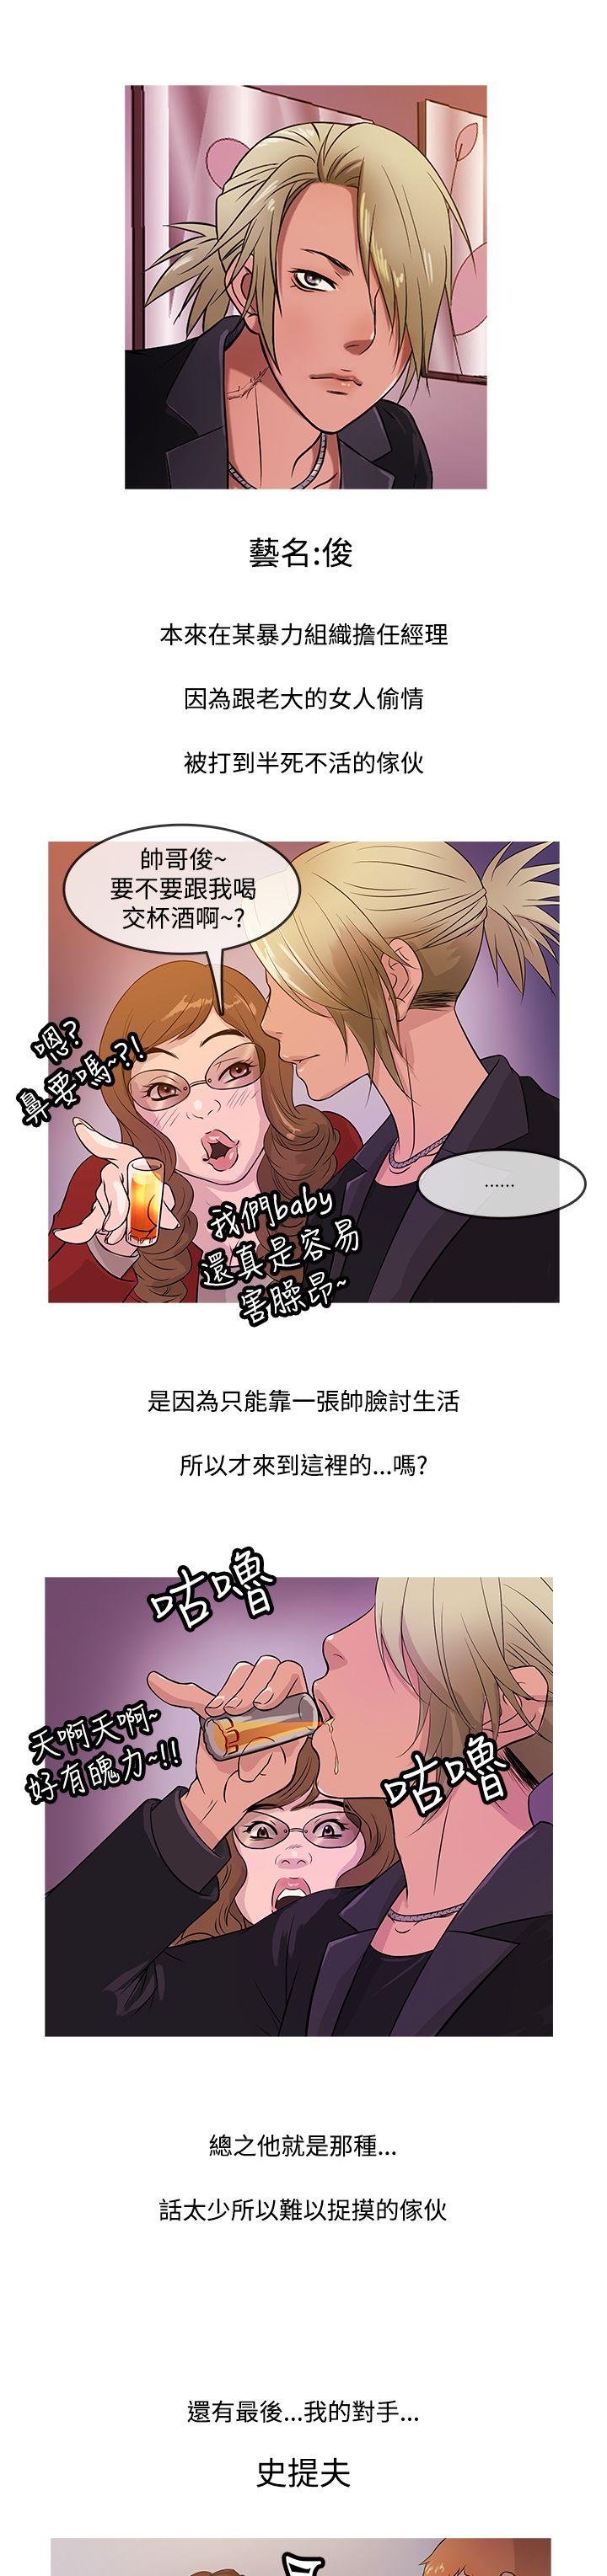 藝名:俊
本來在某暴力組織擔任經理
因為跟老大的女人偷情
被打到半死不活的傢伙
帥哥俊~
要不要跟我喝
交杯酒啊~?
嗯?
鼻要嗎~?!
......
我們baby
還真是容易
害臊昂~
是因為只能靠一張帥臉討生活
所以才來到這裡的...嗎?
咕嚕
天啊天啊~
好有魄力~!!
咕嚕
總之他就是那種...
話太少所以難以捉摸的傢伙
還有最後...我的對手...
史提夫